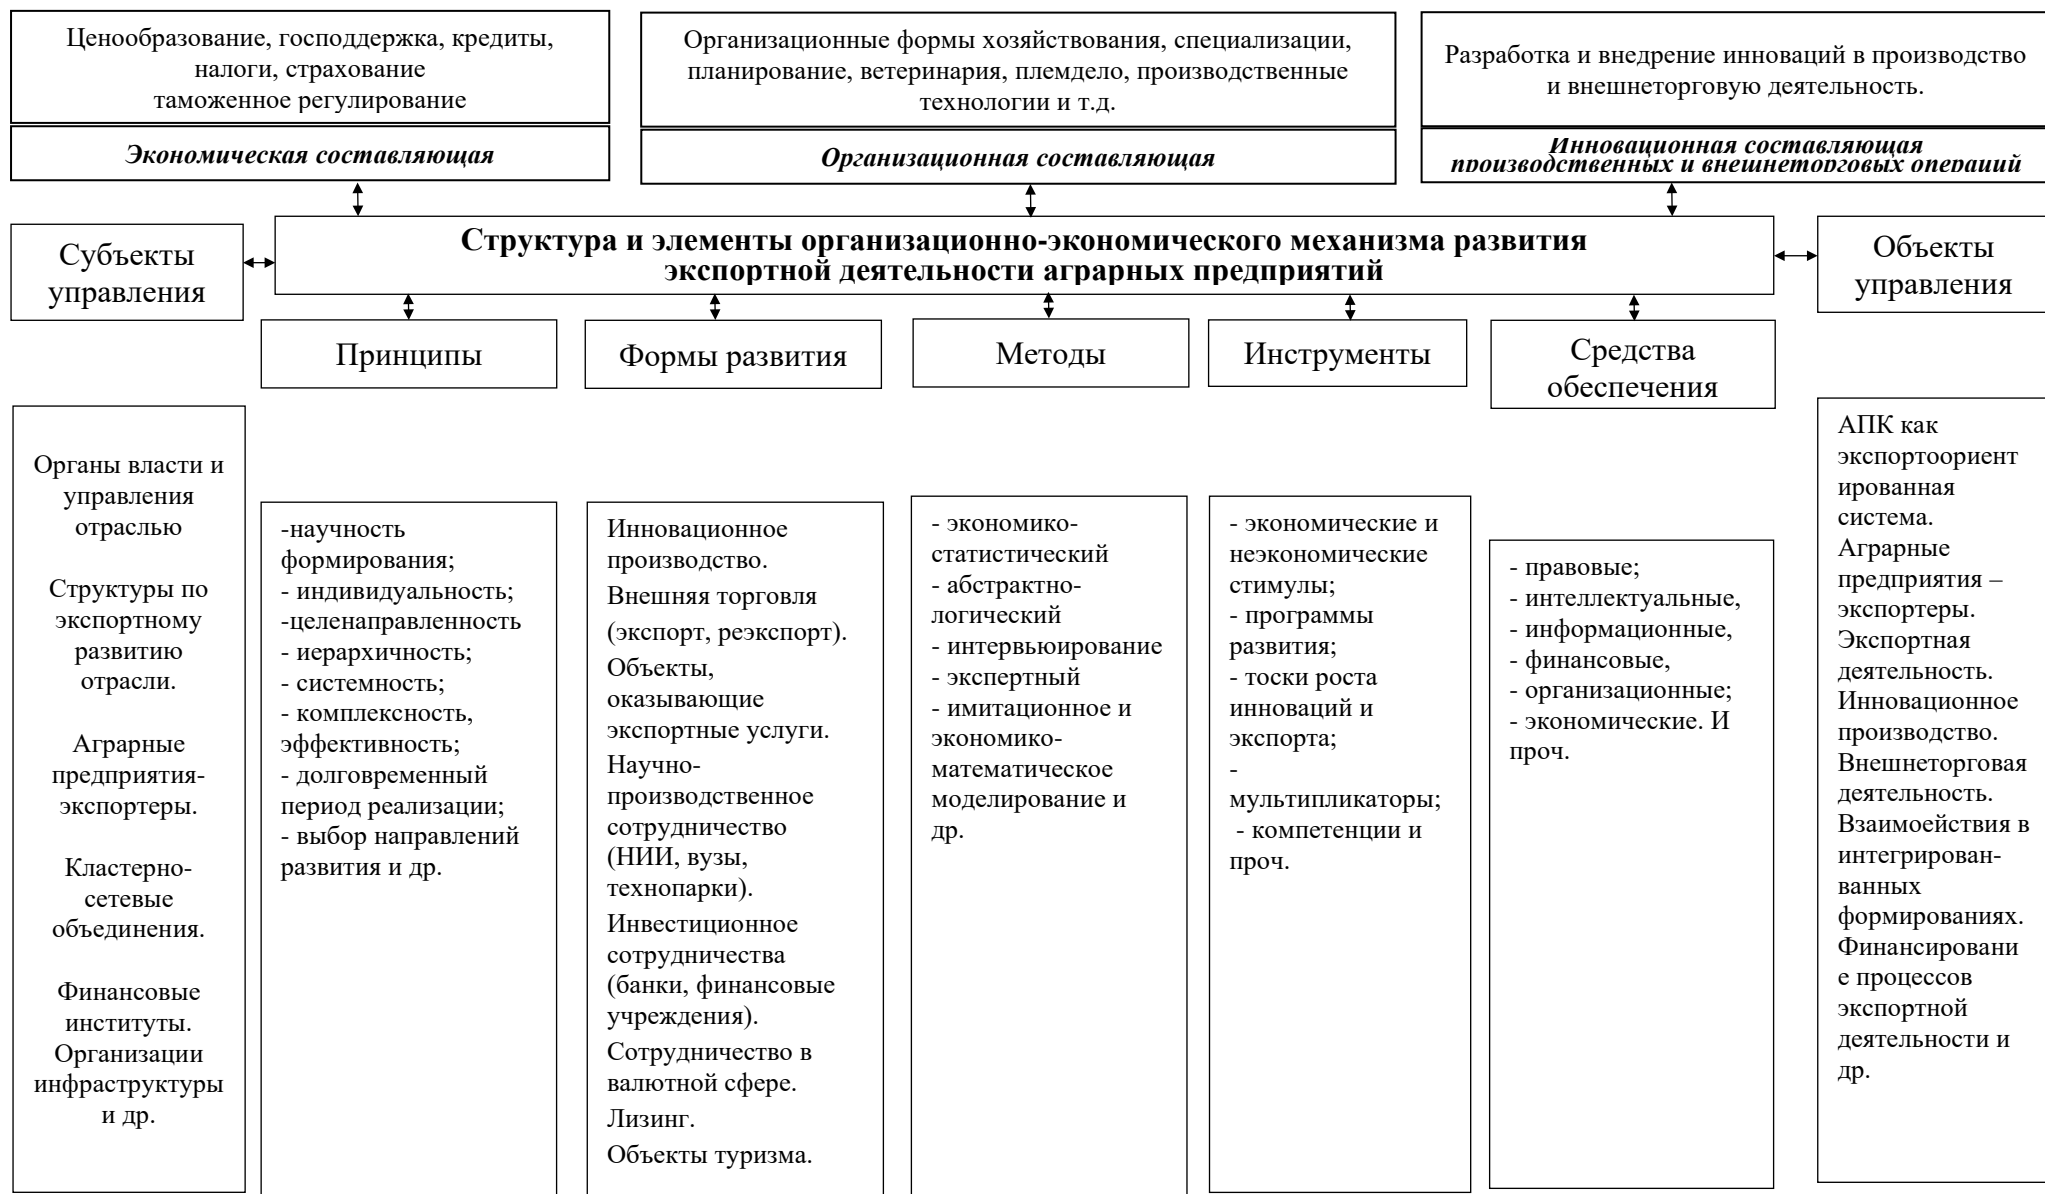 Ценообразование, господдержка, кредиты,
налоги, страхование
таможенное регулирование
Экономическая составляющая
Организационные формы хозяйствования, специализации,
планирование, ветеринария, племдело, производственные
технологии и т.д.
Организационная составляющая
Разработка и внедрение инноваций в производство
и внешнеторговую деятельность.
Инновационная составляющая
производственных и внешнеторговых операций
Субъекты
управления
Структура и элементы организационно-экономического механизма развития
экспортной деятельности аграрных предприятий
Объекты
управления
Принципы
Формы развития
Методы
Инструменты
Средства
обеспечения
Органы власти и
управления
отраслью
Структуры по
экспортному
развитию
отрасли.
Аграрные
предприятия-
экспортеры.
Кластерно-
сетевые
объединения.
Финансовые
институты.
Организации
инфраструктуры
и др.
-научность
формирования;
- индивидуальность;
-целенаправленность
- иерархичность;
- системность;
- комплексность,
эффективность;
- долговременный
период реализации;
- выбор направлений
развития и др.
Инновационное
производство.
Внешняя торговля
(экспорт, реэкспорт).
Объекты,
оказывающие
экспортные услуги.
Научно-
производственное
сотрудничество
(НИИ, вузы,
технопарки).
Инвестиционное
сотрудничества
(банки, финансовые
учреждения).
Сотрудничество в
валютной сфере.
Лизинг.
Объекты туризма.
- экономико-
статистический
- абстрактно-
логический
- интервьюирование
- экспертный
- имитационное и
экономико-
математическое
моделирование и
др.
- экономические и
неэкономические
стимулы;
- программы
развития;
- тоски роста
инноваций и
экспорта;
-
мультипликаторы;
- компетенции и
проч.
- правовые;
- интеллектуальные,
- информационные,
- финансовые,
- организационные;
- экономические. И
проч.
АПК как
экспортоориент
ированная
система.
Аграрные
предприятия –
экспортеры.
Экспортная
деятельность.
Инновационное
производство.
Внешнеторговая
деятельность.
Взаимоействия в
интегрирован-
ванных
формированиях.
Финансировани
е процессов
экспортной
деятельности и
др.